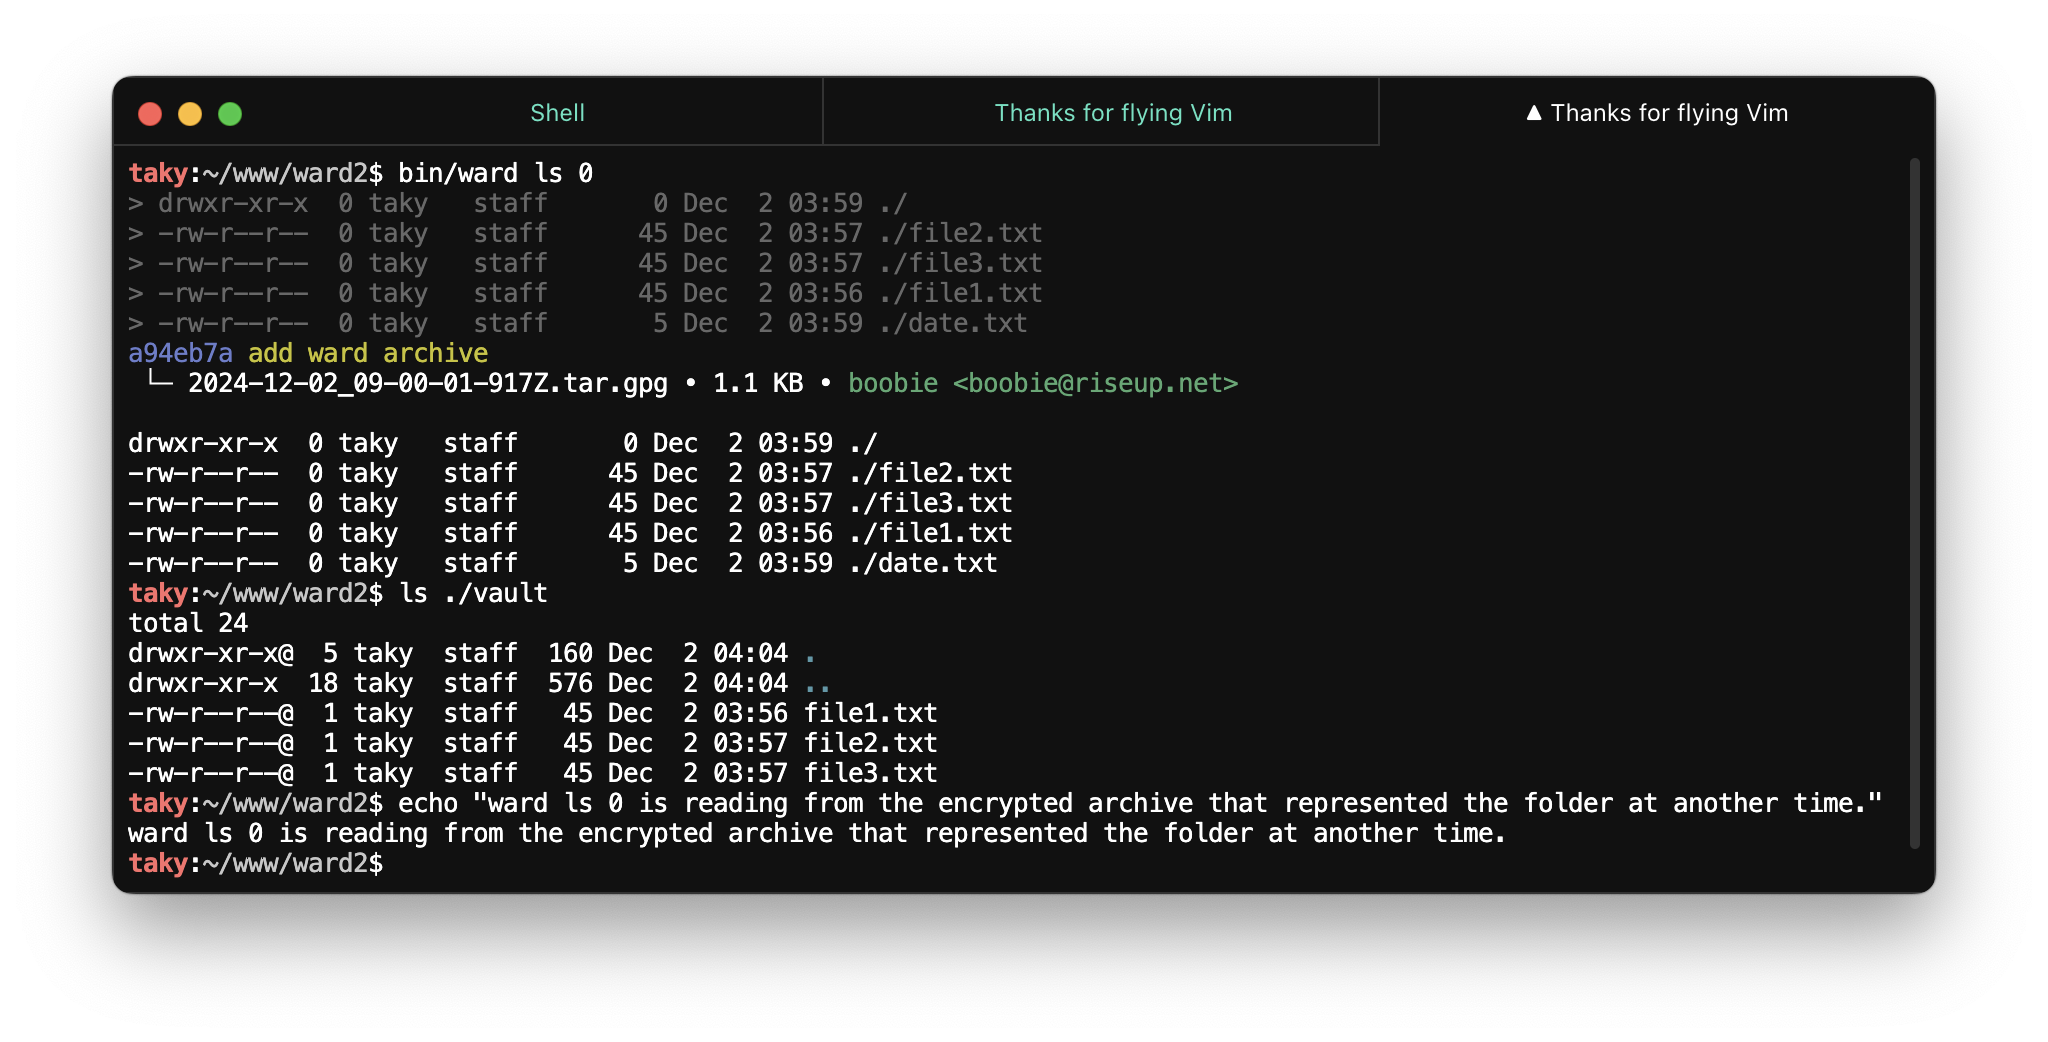 Shell
Thanks for flying Vim
▲ Thanks for flying Vim
taky:~/www/ward2$ bin/ward ls 0
> drwxr-xr-x  0 taky   staff       0 Dec  2 03:59 ./
> -rw-r--r--  0 taky   staff      45 Dec  2 03:57 ./file2.txt
> -rw-r--r--  0 taky   staff      45 Dec  2 03:57 ./file3.txt
> -rw-r--r--  0 taky   staff      45 Dec  2 03:56 ./file1.txt
> -rw-r--r--  0 taky   staff       5 Dec  2 03:59 ./date.txt
a94eb7a add ward archive
 └─ 2024-12-02_09-00-01-917Z.tar.gpg • 1.1 KB • boobie <boobie@riseup.net>
drwxr-xr-x  0 taky   staff       0 Dec  2 03:59 ./
-rw-r--r--  0 taky   staff      45 Dec  2 03:57 ./file2.txt
-rw-r--r--  0 taky   staff      45 Dec  2 03:57 ./file3.txt
-rw-r--r--  0 taky   staff      45 Dec  2 03:56 ./file1.txt
-rw-r--r--  0 taky   staff       5 Dec  2 03:59 ./date.txt
taky:~/www/ward2$ ls ./vault
total 24
drwxr-xr-x@  5 taky  staff  160 Dec  2 04:04 .
drwxr-xr-x  18 taky  staff  576 Dec  2 04:04 ..
-rw-r--r--@  1 taky  staff   45 Dec  2 03:56 file1.txt
-rw-r--r--@  1 taky  staff   45 Dec  2 03:57 file2.txt
-rw-r--r--@  1 taky  staff   45 Dec  2 03:57 file3.txt
taky:~/www/ward2$ echo "ward ls 0 is reading from the encrypted archive that represented the folder at another time."
ward ls 0 is reading from the encrypted archive that represented the folder at another time.
taky:~/www/ward2$